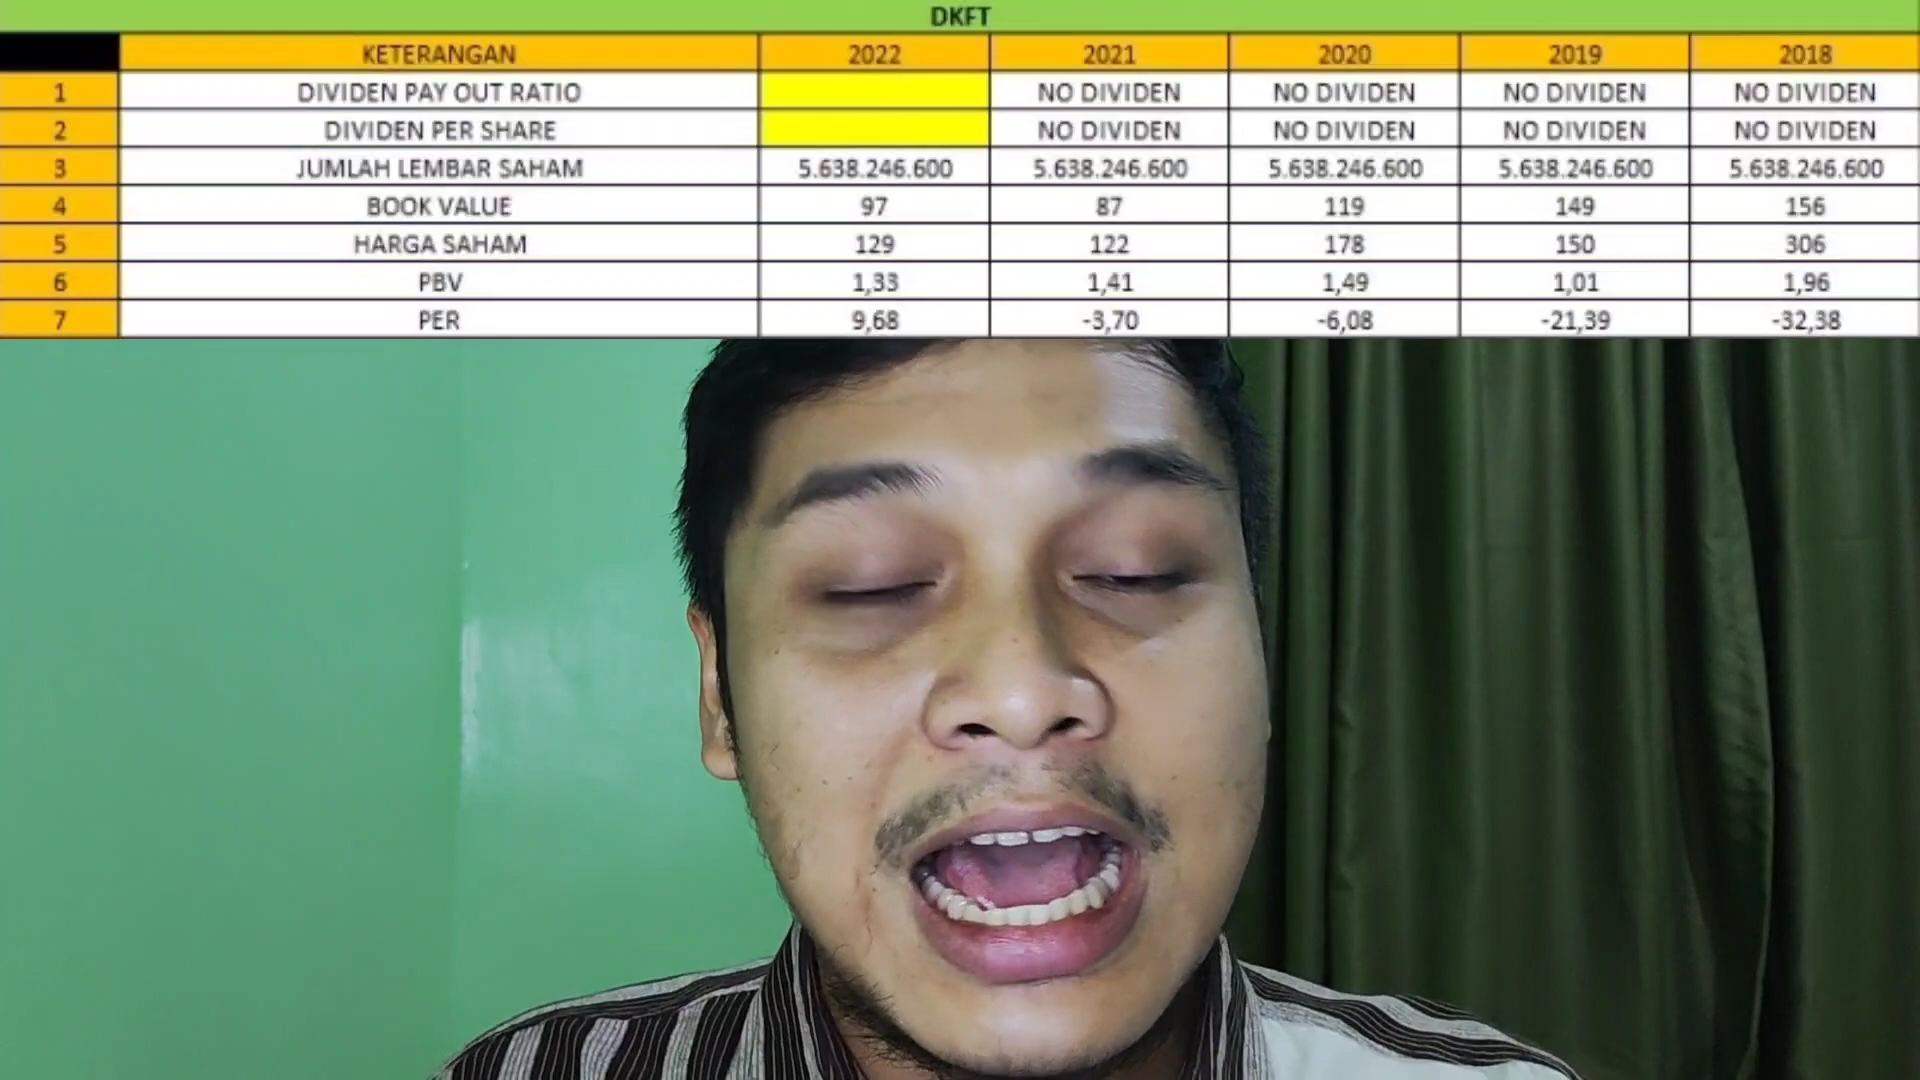 DKFT
KETERANGAN 2022 2021 2020 2019 2018
1 DIVIDEN PAY OUT RATIO NO DIVIDEN NO DIVIDEN NO DIVIDEN NO DIVIDEN
2 DIVIDEN PER SHARE NO DIVIDEN NO DIVIDEN NO DIVIDEN NO DIVIDEN
3 JUMLAH LEMBAR SAHAM 5.638.246.600 5.638.246.600 5.638.246.600 5.638.246.600 5.638.246.600
4 BOOK VALUE 97 87 119 149 156
5 HARGA SAHAM 129 122 178 150 306
6 PBV 1,33 1,41 1,49 1,01 1,96
7 PER 9,68 -3,70 -6,08 -21,39 -32,38